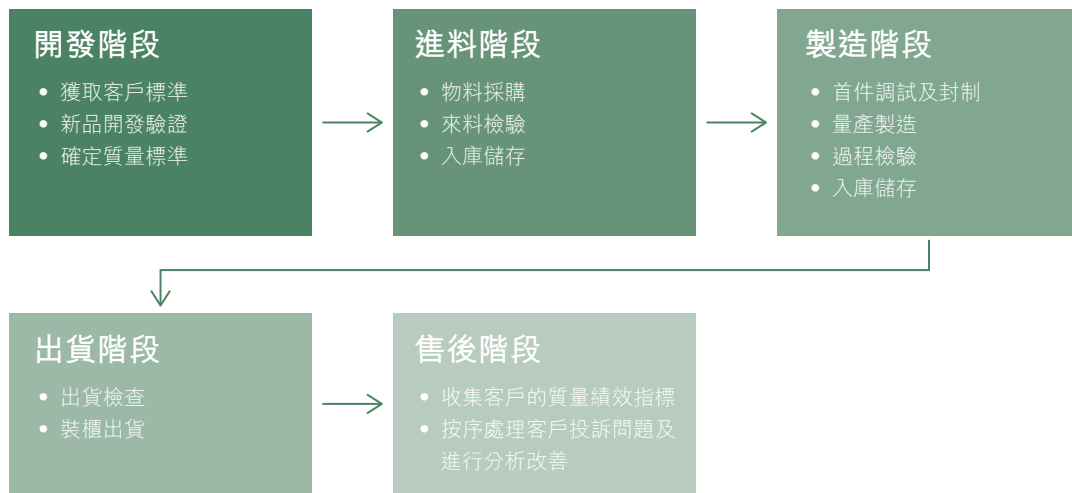 開發階段
• 獲取客戶標準
• 新品開發驗證
• 確定質量標準
進料階段
• 物料採購
• 來料檢驗
• 入庫儲存
製造階段
• 首件調試及封制
• 量產製造
• 過程檢驗
• 入庫儲存
出貨階段
• 出貨檢查
• 裝櫃出貨
售後階段
• 收集客戶的質量績效指標
• 按序處理客戶投訴問題及
進行分析改善